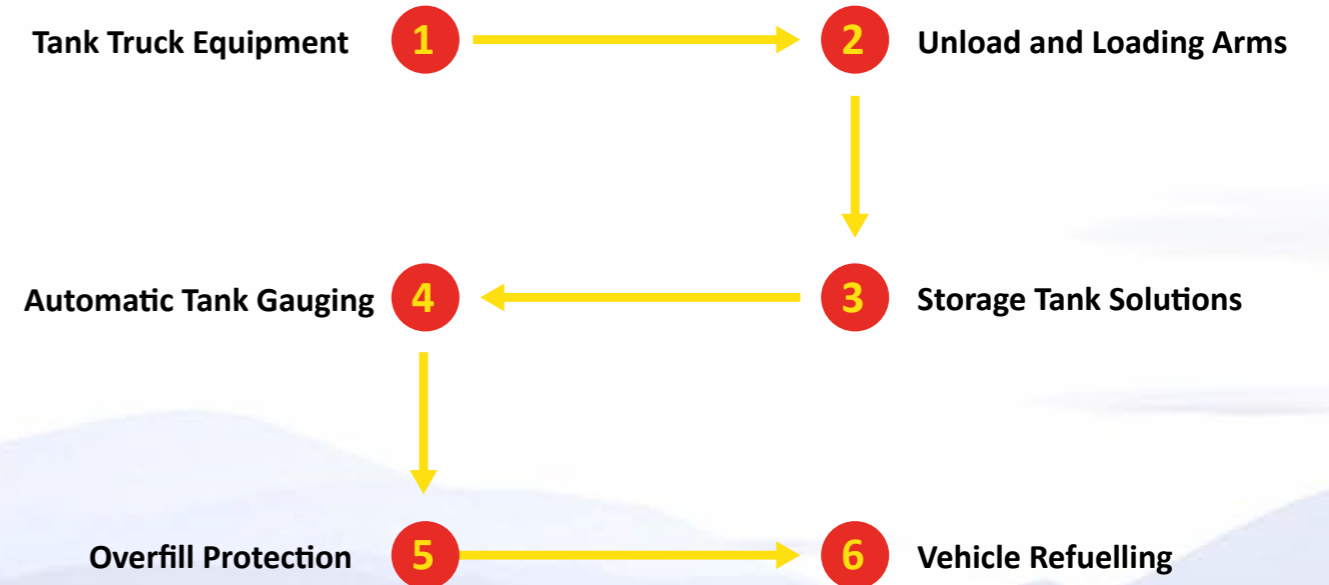 Tank Truck Equipment 1
2 Unload and Loading Arms
3 Storage Tank Solutions
Automatic Tank Gauging 4
Overfill Protection 5
6 Vehicle Refuelling